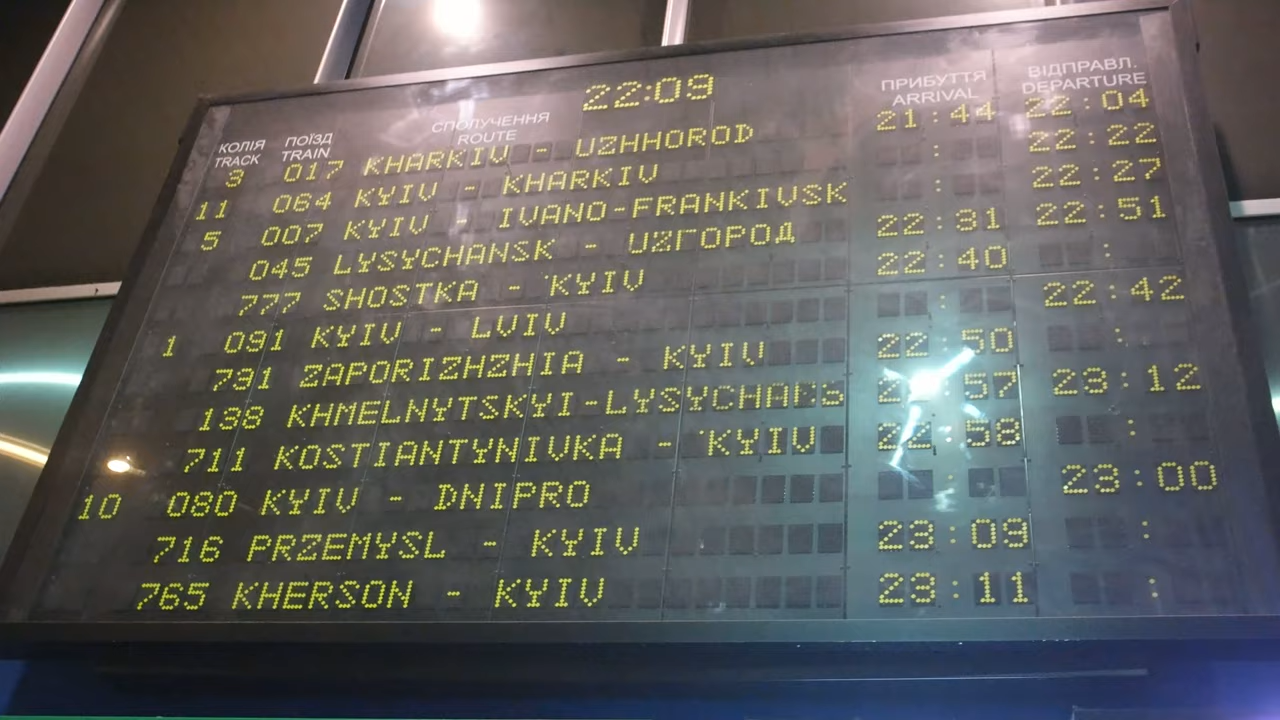 22:09
КОЛІЯ ПОЇЗД СПОЛУЧЕННЯ ПРИБУТТЯ ВІДПРАВЛ.
TRACK TRAIN ROUTE ARRIVAL DEPARTURE
3 017 KHARKIV - UZHHOROD 21:44 22:04
11 064 KYIV - KHARKIV : 22:22
5 007 KYIV - IVANO-FRANKIVSK : 22:27
045 LYSYCHANSK - UZГОРОД 22:31 22:51
777 SHOSTKA - KYIV 22:40 :
1 091 KYIV - LVIV : 22:42
731 ZAPORIZHZHIA - KYIV 22:50 :
138 KHMELNYTSKYI-LYSYCHANS 22:57 23:12
711 KOSTIANTYNIVKA - KYIV 22:58 :
10 080 KYIV - DNIPRO : 23:00
716 PRZEMYSL - KYIV 23:09 :
765 KHERSON - KYIV 23:11 :